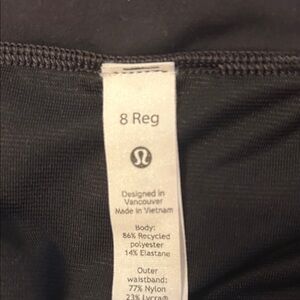 8 Reg
Designed in
Vancouver
Made in Vietnam
Body:
86% Recycled
polyester
14% Elastane
Outer
waistband:
77% Nylon
23% Lycra®